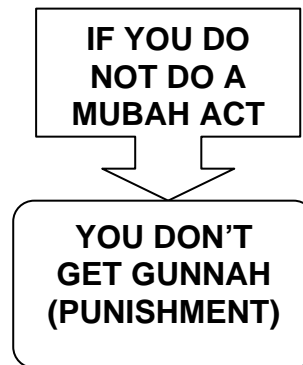 IF YOU DO
NOT DO A
MUBAH ACT
YOU DON'T
GET GUNNAH
(PUNISHMENT)